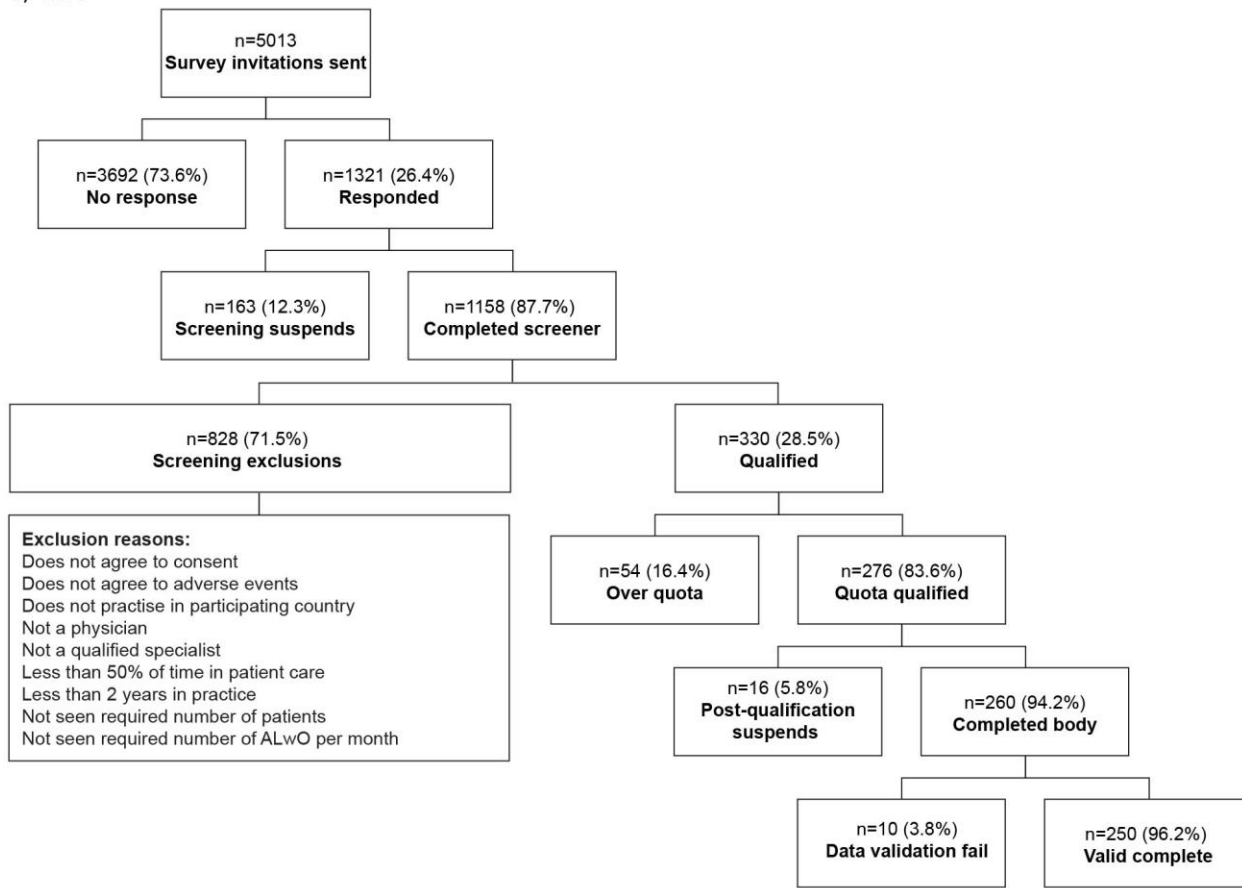 n=5013
Survey invitations sent
n=3692 (73.6%)
No response
n=1321 (26.4%)
Responded
n=163 (12.3%)
Screening suspends
n=1158 (87.7%)
Completed screener
n=828 (71.5%)
Screening exclusions
n=330 (28.5%)
Qualified
Exclusion reasons:
Does not agree to consent
Does not agree to adverse events
Does not practise in participating country
Not a physician
Not a qualified specialist
Less than 50% of time in patient care
Less than 2 years in practice
Not seen required number of patients
Not seen required number of ALwO per month
n=54 (16.4%)
Over quota
n=276 (83.6%)
Quota qualified
n=16 (5.8%)
Post-qualification
suspends
n=260 (94.2%)
Completed body
n=10 (3.8%)
Data validation fail
n=250 (96.2%)
Valid complete